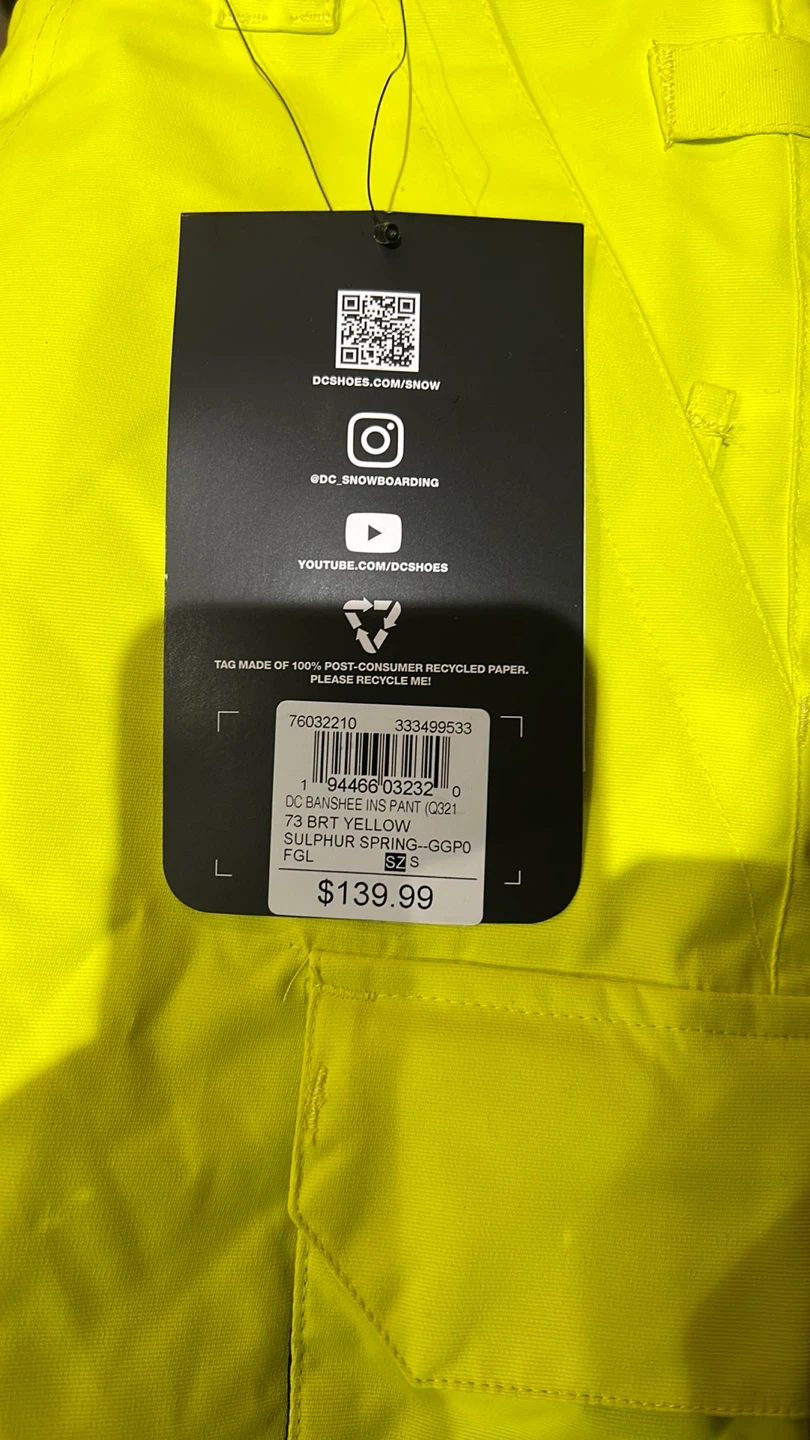 DCSHOES.COM/SNOW
@DC_SNOWBOARDING
YOUTUBE.COM/DCSHOES
TAG MADE OF 100% POST-CONSUMER RECYCLED PAPER.
PLEASE RECYCLE ME!
76032210 333499533
1 94466 03232 0
DC BANSHEE INS PANT (Q321
73 BRT YELLOW
SULPHUR SPRING--GGP0
FGL SZ S
$139.99